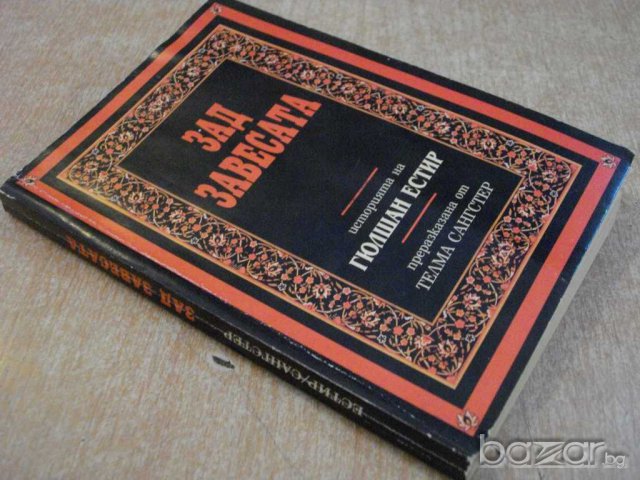 ЗАД
ЗАВЕСАТА
историята на
ГЮЛШАН ЕСТИР
преразказана от
ТЕЛМА САНГСТЕР
ЕСТИР/САНГСТЕР
ЗАД ЗАВЕСАТА
bazar.bg